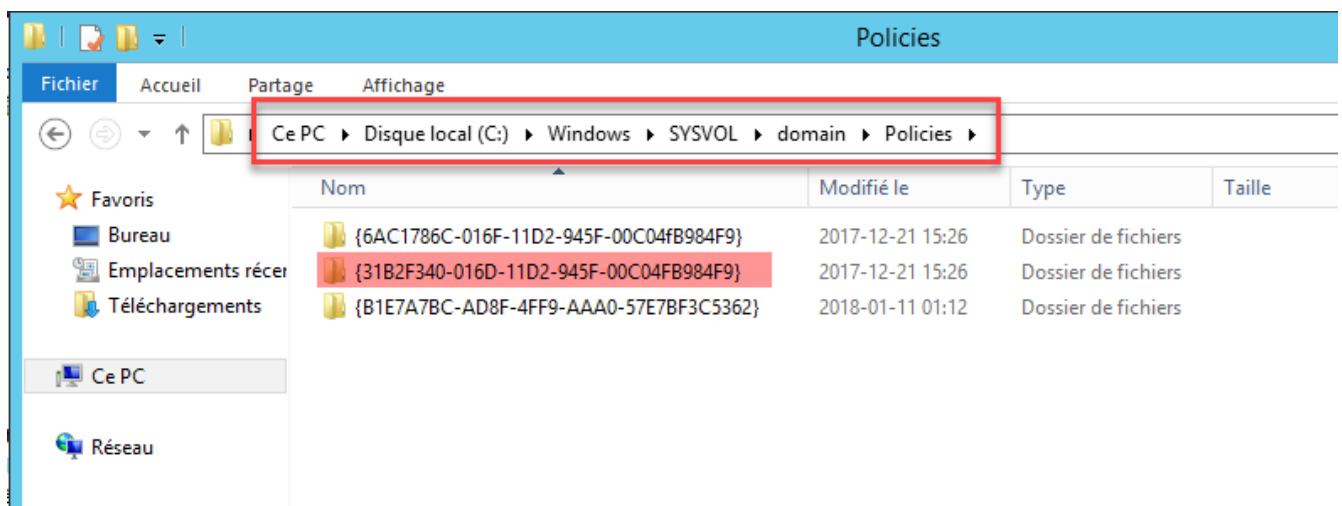 Policies
Fichier Accueil Partage Affichage
Ce PC Disque local (C:) Windows SYSVOL domain Policies
Nom Modifié le Type Taille
Favoris
Bureau
Emplacements récer
Téléchargements
Ce PC
Réseau
{6AC1786C-016F-11D2-945F-00C04fB984F9} 2017-12-21 15:26 Dossier de fichiers
{31B2F340-016D-11D2-945F-00C04FB984F9} 2017-12-21 15:26 Dossier de fichiers
{B1E7A7BC-AD8F-4FF9-AAA0-57E7BF3C5362} 2018-01-11 01:12 Dossier de fichiers